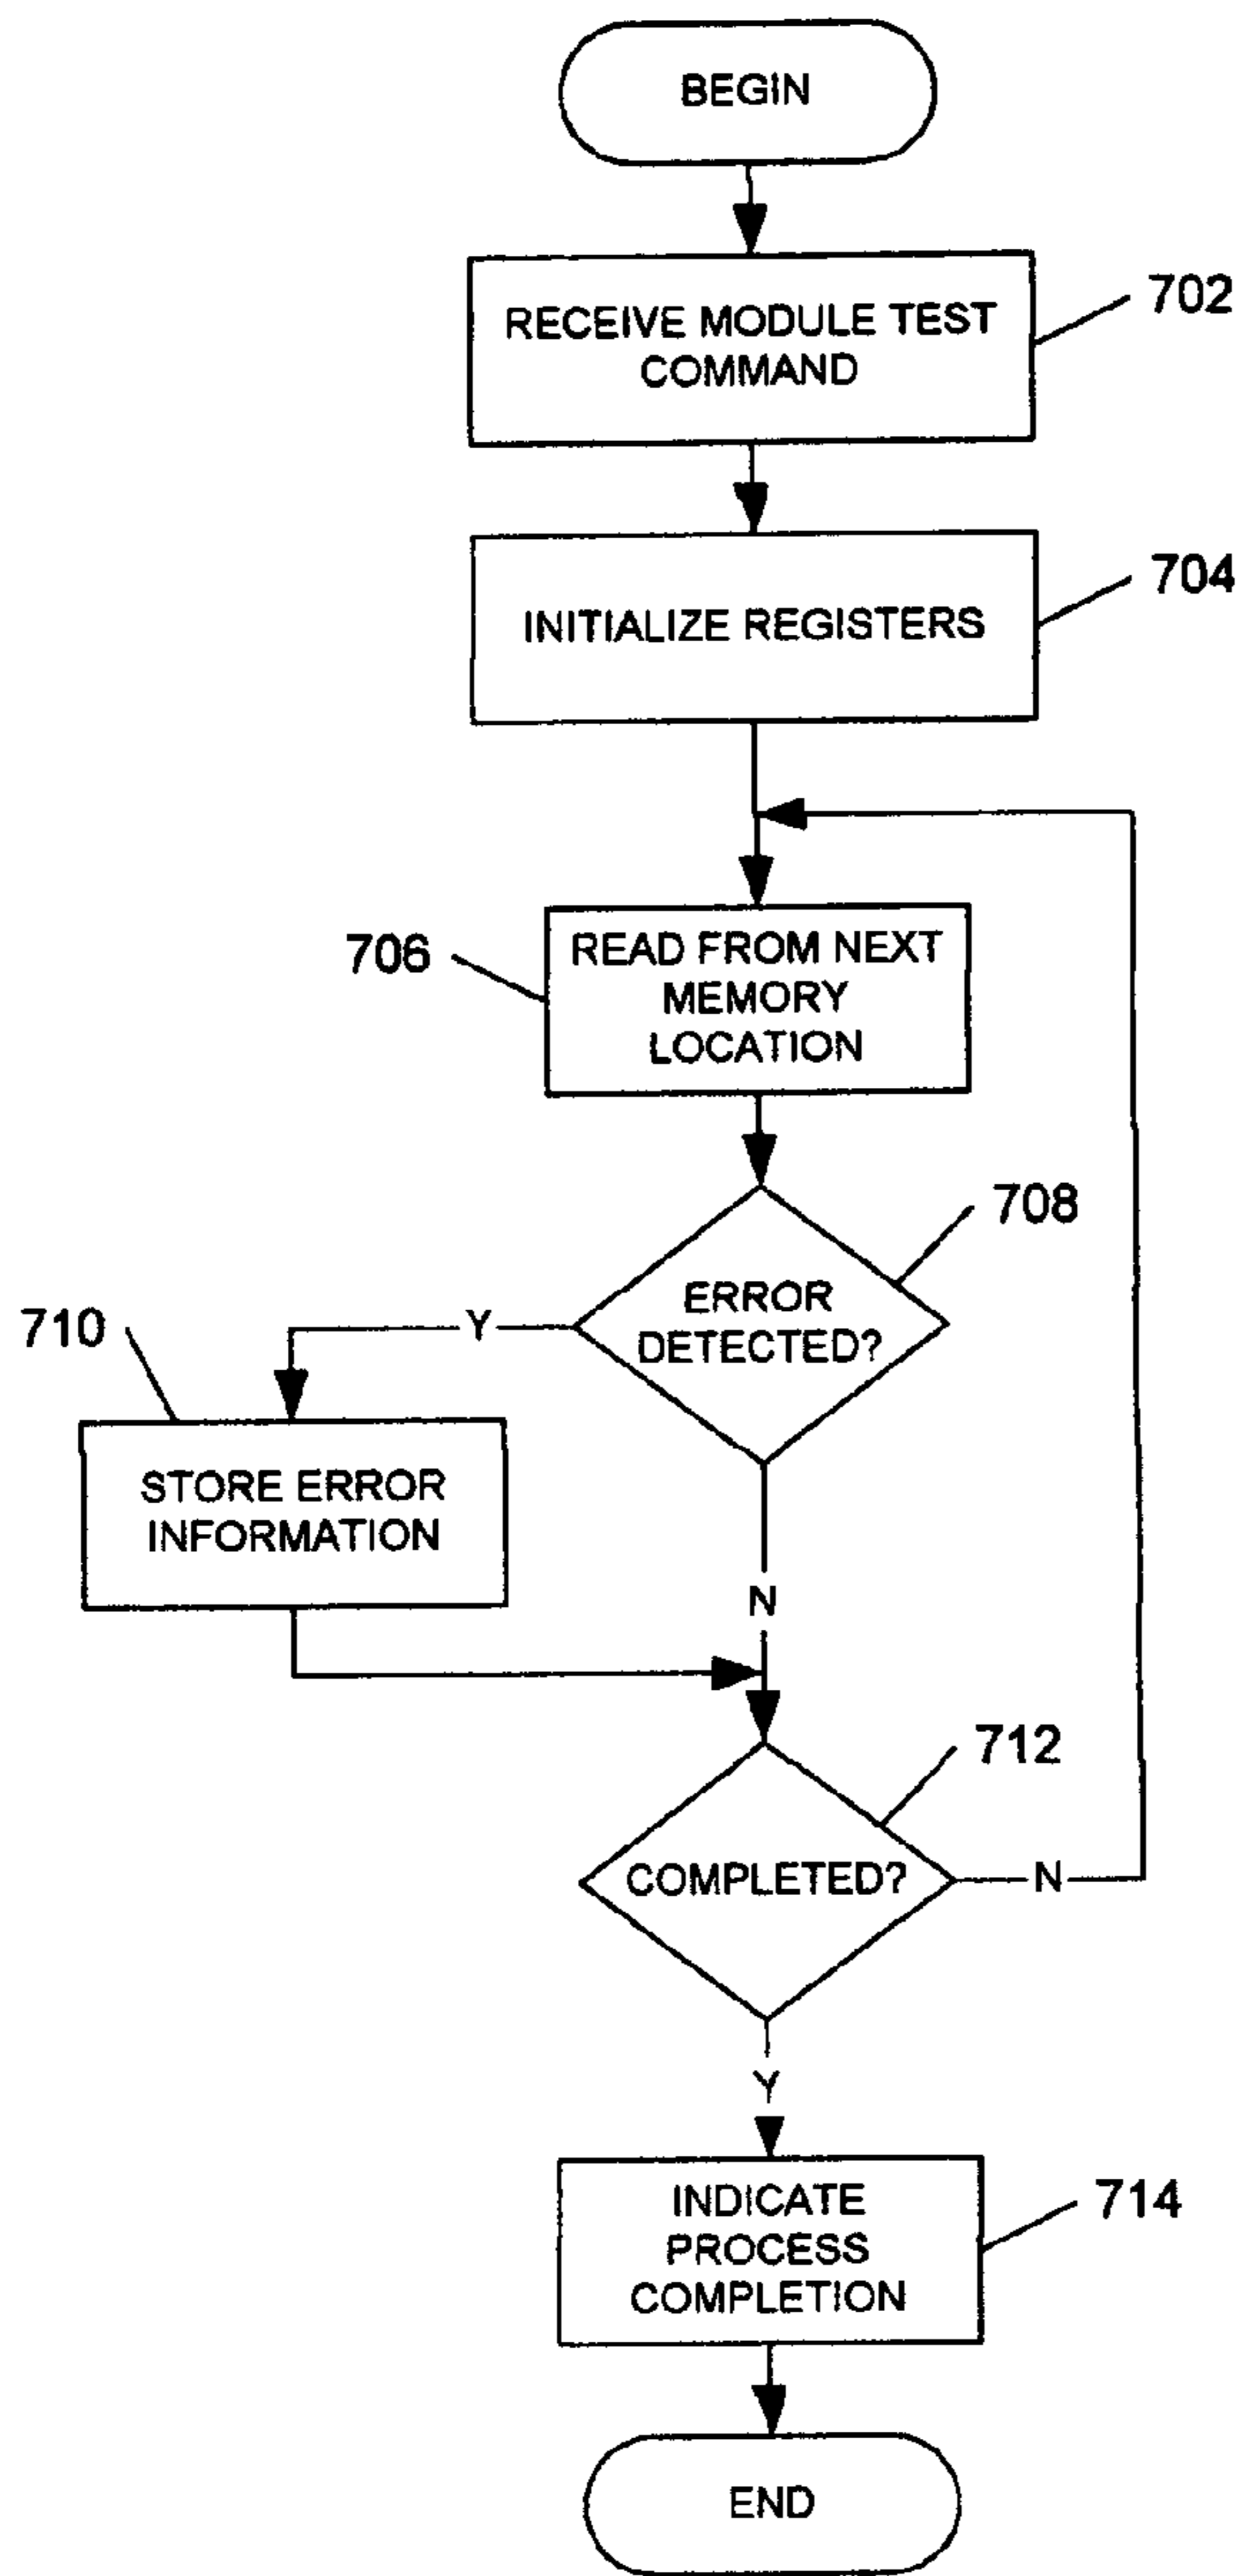 BEGIN
RECEIVE MODULE TEST
COMMAND
702
INITIALIZE REGISTERS
704
706
READ FROM NEXT
MEMORY
LOCATION
708
ERROR
DETECTED?
Y
710
STORE ERROR
INFORMATION
N
712
COMPLETED?
N
Y
INDICATE
PROCESS
COMPLETION
714
END